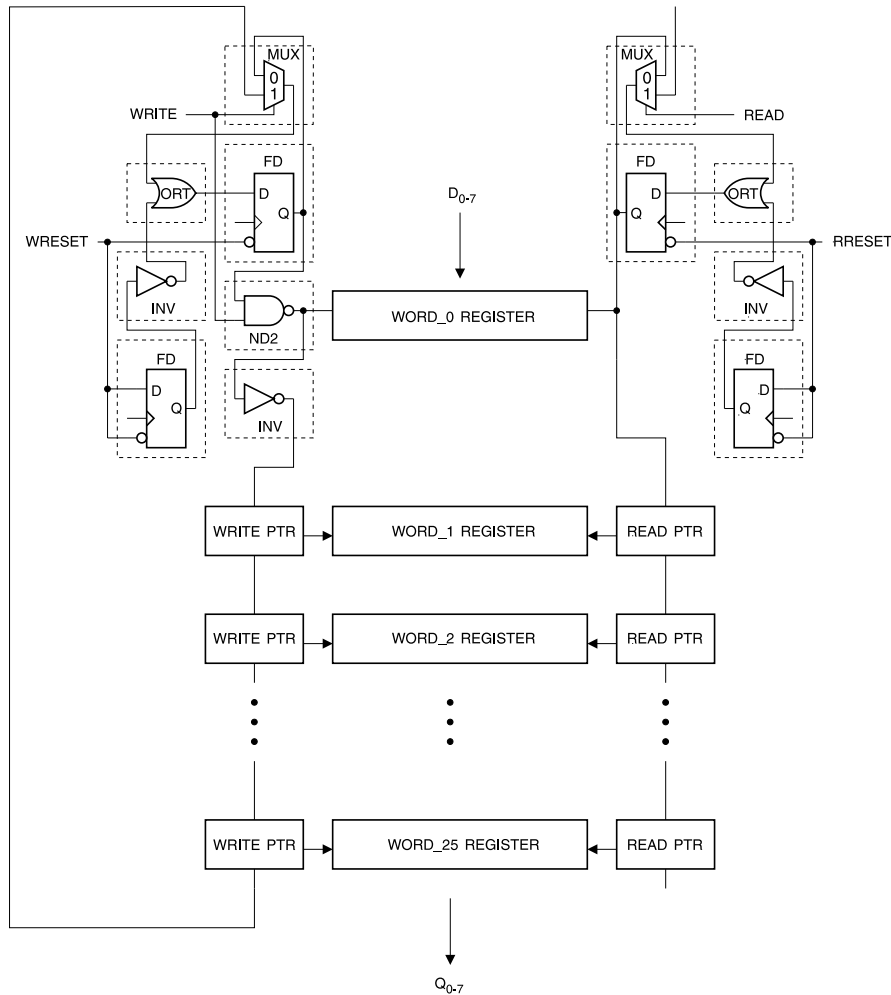 MUX
MUX
0
1
0
1
WRITE
READ
FD
FD
ORT
D
Q
D
Q
ORT
D0-7
WRESET
RRESET
INV
ND2
WORD_0 REGISTER
INV
FD
D
Q
INV
FD
D
Q
WRITE PTR
WORD_1 REGISTER
READ PTR
WRITE PTR
WORD_2 REGISTER
READ PTR
WRITE PTR
WORD_25 REGISTER
READ PTR
Q0-7